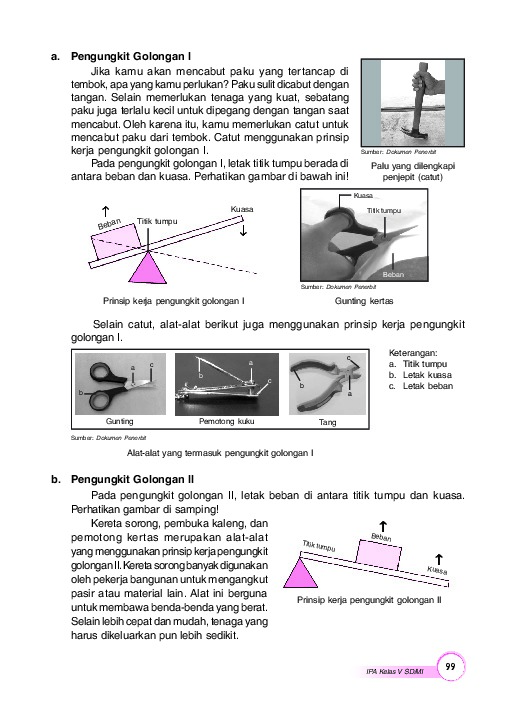 a. Pengungkit Golongan I
Jika kamu akan mencabut paku yang tertancap di
tembok, apa yang kamu perlukan? Paku sulit dicabut dengan
tangan. Selain memerlukan tenaga yang kuat, sebatang
paku juga terlalu kecil untuk dipegang dengan tangan saat
mencabut. Oleh karena itu, kamu memerlukan catut untuk
mencabut paku dari tembok. Catut menggunakan prinsip
kerja pengungkit golongan I.
Pada pengungkit golongan I, letak titik tumpu berada di
antara beban dan kuasa. Perhatikan gambar di bawah ini!
Sumber: Dokumen Penerbit
Palu yang dilengkapi
penjepit (catut)
Beban
Titik tumpu
Kuasa
Prinsip kerja pengungkit golongan I
Kuasa
Titik tumpu
Beban
Sumber: Dokumen Penerbit
Gunting kertas
Selain catut, alat-alat berikut juga menggunakan prinsip kerja pengungkit
golongan I.
a
c
b
Gunting
a
c
b
Pemotong kuku
c
b
a
Tang
Keterangan:
a. Titik tumpu
b. Letak kuasa
c. Letak beban
Sumber: Dokumen Penerbit
Alat-alat yang termasuk pengungkit golongan I
b. Pengungkit Golongan II
Pada pengungkit golongan II, letak beban di antara titik tumpu dan kuasa.
Perhatikan gambar di samping!
Kereta sorong, pembuka kaleng, dan
pemotong kertas merupakan alat-alat
yang menggunakan prinsip kerja pengungkit
golongan II. Kereta sorong banyak digunakan
oleh pekerja bangunan untuk mengangkut
pasir atau material lain. Alat ini berguna
untuk membawa benda-benda yang berat.
Selain lebih cepat dan mudah, tenaga yang
harus dikeluarkan pun lebih sedikit.
Titik tumpu
Beban
Kuasa
Prinsip kerja pengungkit golongan II
IPA Kelas V SD/MI
99